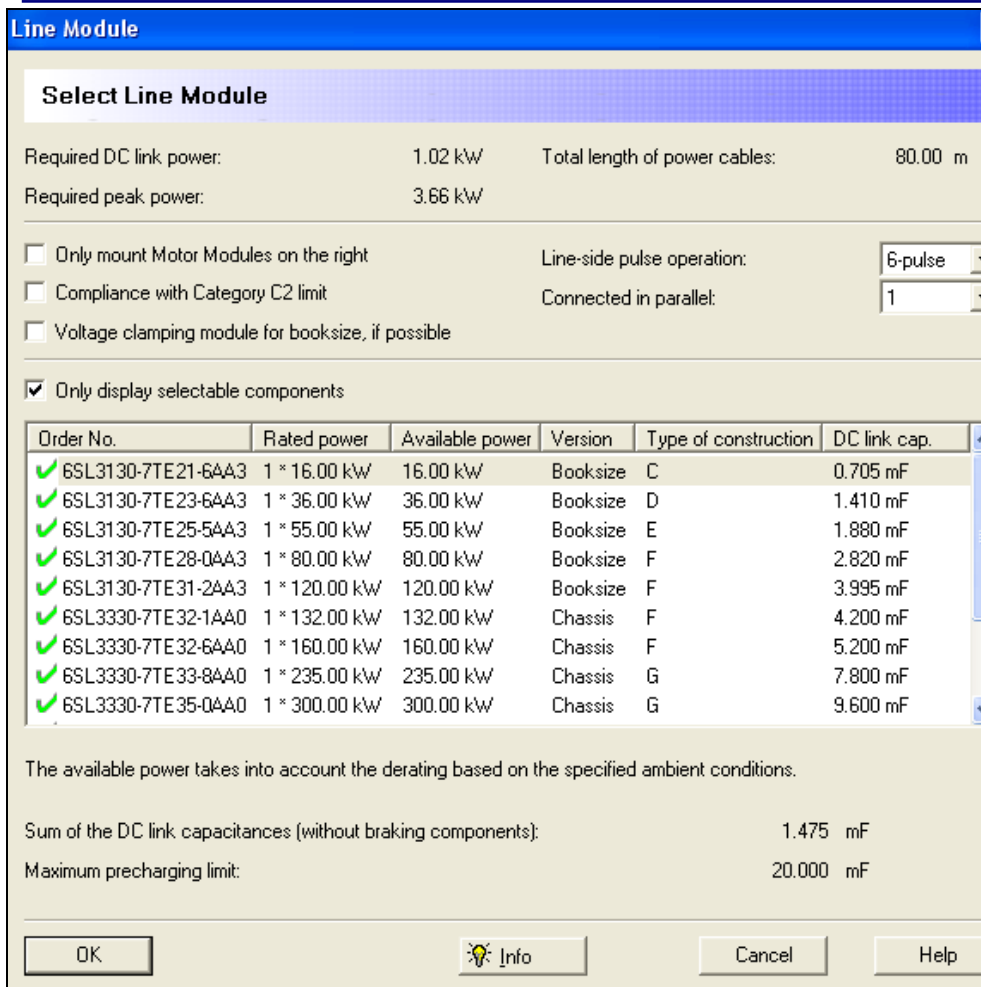 Line Module
Select Line Module
Required DC link power: 1.02 kW Total length of power cables: 80.00 m
Required peak power: 3.66 kW
Only mount Motor Modules on the right Line-side pulse operation: 6-pulse
Compliance with Category C2 limit Connected in parallel: 1
Voltage clamping module for booksize, if possible
Only display selectable components
Order No. Rated power Available power Version Type of construction DC link cap.
6SL3130-7TE21-6AA3 1 * 16.00 kW 16.00 kW Booksize C 0.705 mF
6SL3130-7TE23-6AA3 1 * 36.00 kW 36.00 kW Booksize D 1.410 mF
6SL3130-7TE25-5AA3 1 * 55.00 kW 55.00 kW Booksize E 1.880 mF
6SL3130-7TE28-0AA3 1 * 80.00 kW 80.00 kW Booksize F 2.820 mF
6SL3130-7TE31-2AA3 1 * 120.00 kW 120.00 kW Booksize F 3.995 mF
6SL3330-7TE32-1AA0 1 * 132.00 kW 132.00 kW Chassis F 4.200 mF
6SL3330-7TE32-6AA0 1 * 160.00 kW 160.00 kW Chassis F 5.200 mF
6SL3330-7TE33-8AA0 1 * 235.00 kW 235.00 kW Chassis G 7.800 mF
6SL3330-7TE35-0AA0 1 * 300.00 kW 300.00 kW Chassis G 9.600 mF
The available power takes into account the derating based on the specified ambient conditions.
Sum of the DC link capacitances (without braking components): 1.475 mF
Maximum precharging limit: 20.000 mF
OK Info Cancel Help